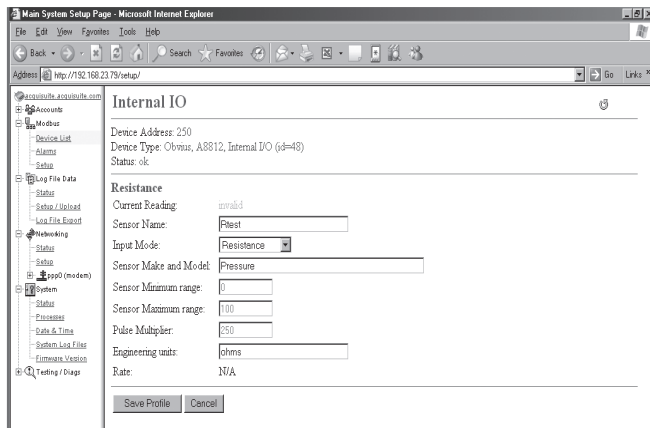 Main System Setup Page - Microsoft Internet Explorer
File Edit View Favorites Tools Help
Back Search Favorites
Address http://192.168.23.79/setup/ Go Links
acquisuite.acquisuite.com
Accounts
Modbus
Device List
Alarms
Setup
Log File Data
Status
Setup / Upload
Log File Export
Networking
Status
Setup
ppp0 (modem)
System
Status
Processes
Date & Time
System Log Files
Firmware Version
Testing / Diags
Internal IO
Device Address: 250
Device Type: Obvius, A8812, Internal I/O (id=48)
Status: ok
Resistance
Current Reading: invalid
Sensor Name: Rtest
Input Mode: Resistance
Sensor Make and Model: Pressure
Sensor Minimum range: 0
Sensor Maximum range: 100
Pulse Multiplier: 250
Engineering units: ohms
Rate: N/A
Save Profile Cancel